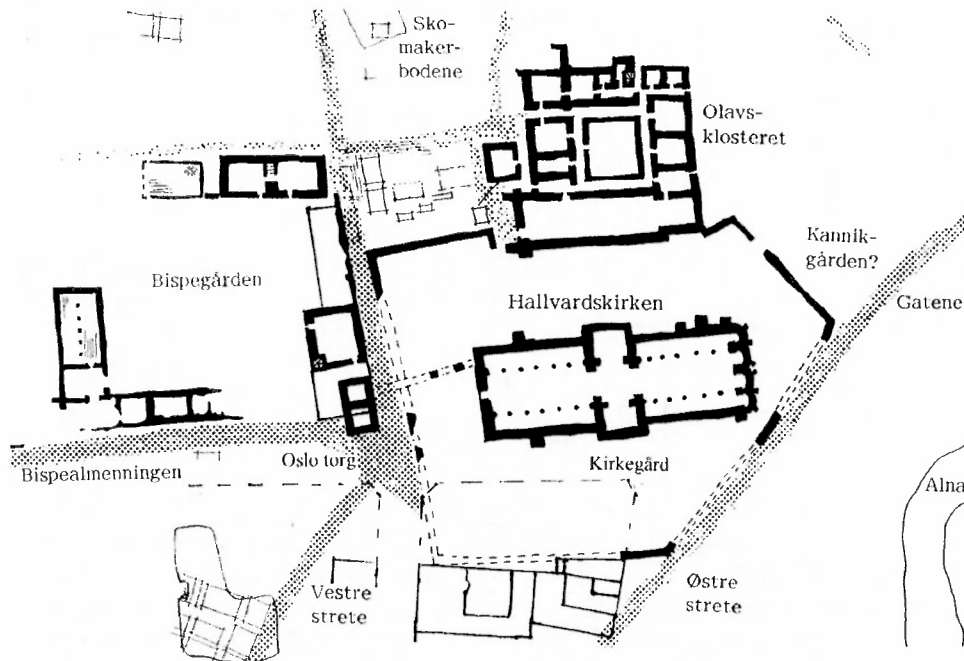 Sko-
maker-
bodene
Olavs-
klosteret
Kannik-
gården?
Bispegården
Hallvardskirken
Gatene
Oslo torg
Kirkegård
Bispealmenningen
Alna
Vestre
strete
Østre
strete